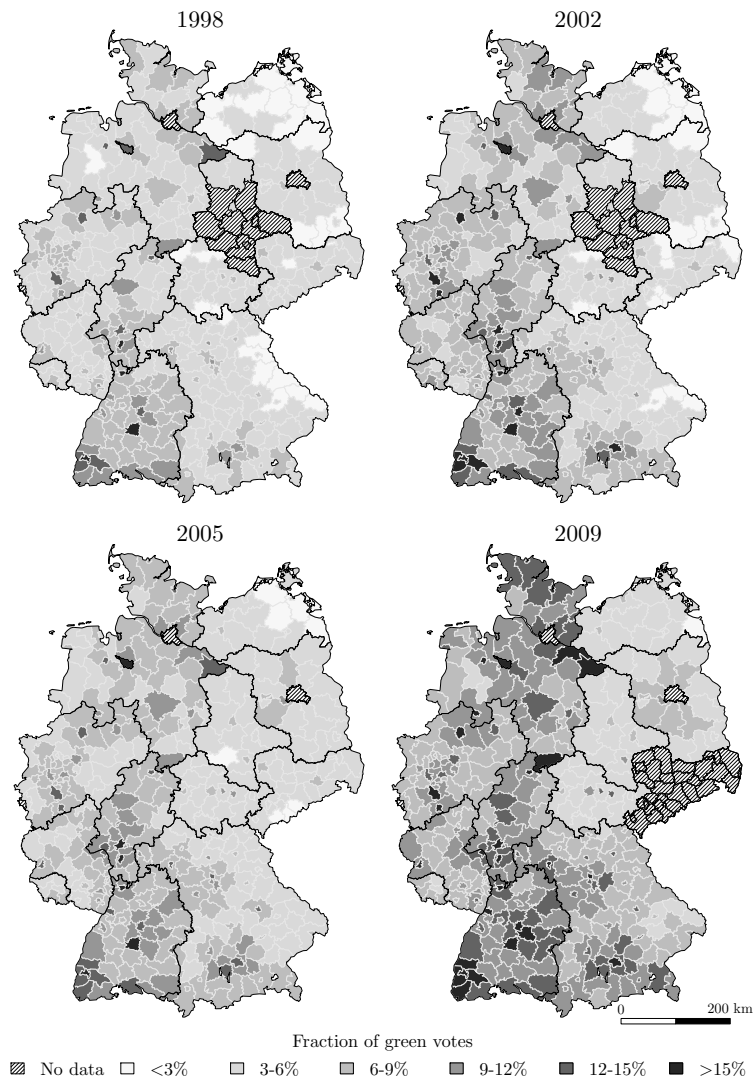 1998
2002
2005
2009
0 200 km
Fraction of green votes
No data <3% 3-6% 6-9% 9-12% 12-15% >15%